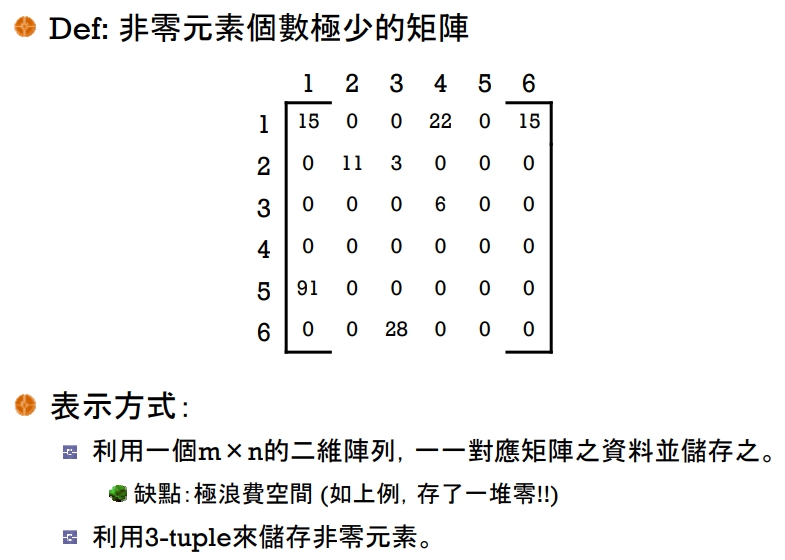 Def: 非零元素個數極少的矩陣
1 2 3 4 5 6
1 15 0 0 22 0 15
2 0 11 3 0 0 0
3 0 0 0 6 0 0
4 0 0 0 0 0 0
5 91 0 0 0 0 0
6 0 0 28 0 0 0
表示方式:
利用一個m×n的二維陣列, 一一對應矩陣之資料並儲存之。
缺點:極浪費空間 (如上例, 存了一堆零!!)
利用3-tuple來儲存非零元素。